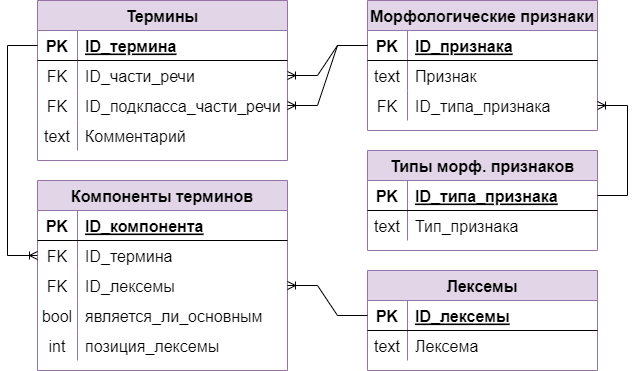 Термины
PK ID_термина
FK ID_части_речи
FK ID_подкласса_части_речи
text Комментарий
Морфологические признаки
PK ID_признака
text Признак
FK ID_типа_признака
Типы морф. признаков
PK ID_типа_признака
text Тип_признака
Компоненты терминов
PK ID_компонента
FK ID_термина
FK ID_лексемы
bool является_ли_основным
int позиция_лексемы
Лексемы
PK ID_лексемы
text Лексема